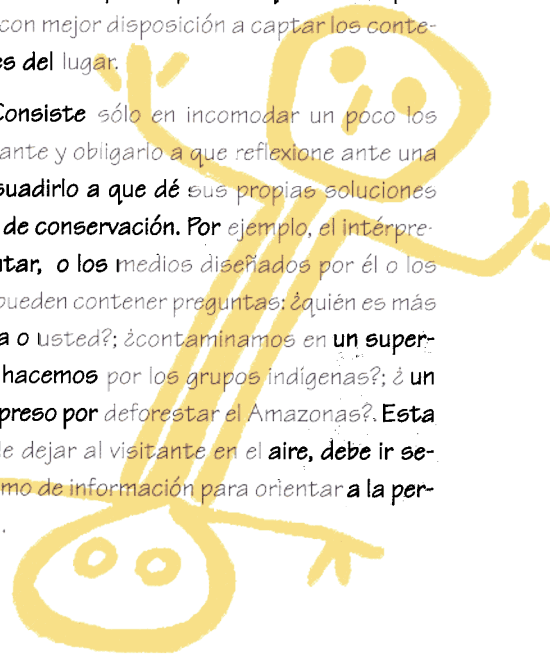 con mejor disposición a captar los conte-
es del lugar.
Consiste sólo en incomodar un poco los
ante y obligarlo a que reflexione ante una
suadirlo a que dé sus propias soluciones
de conservación. Por ejemplo, el intérpre-
tar, o los medios diseñados por él o los
pueden contener preguntas: ¿quién es más
a o usted?; ¿contaminamos en un super-
hacemos por los grupos indígenas?; ¿ un
preso por deforestar el Amazonas?. Esta
de dejar al visitante en el aire, debe ir se-
mo de información para orientar a la per-
.